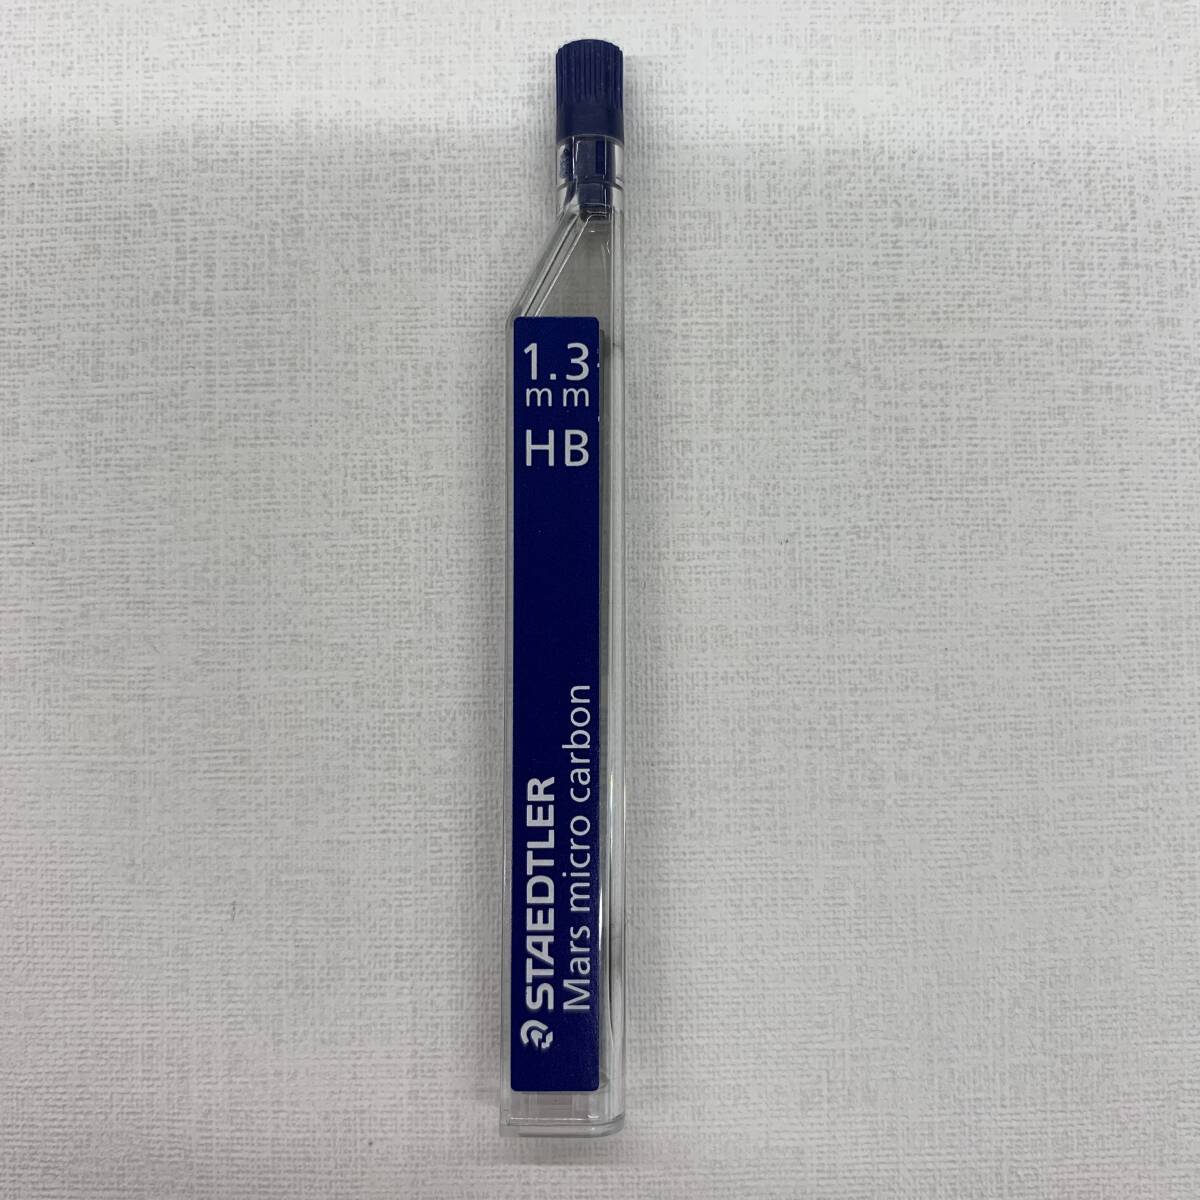 1.3
mm
HB
STAEDTLER
Mars micro carbon